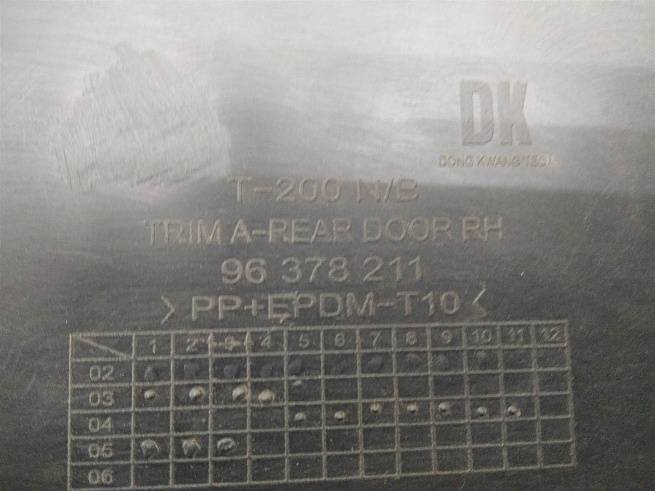 DK
DONG KWANG TECH
T-200 N/B
TRIM A-REAR DOOR RH
96 378 211
>PP+EPDM-T10<
1 2 3 4 5 6 7 8 9 10 11 12
02
03
04
05
06